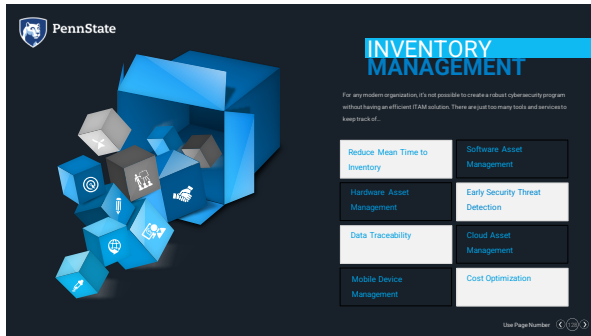 PennState
INVENTORY
MANAGEMENT
For any modern organization, it's not possible to create a robust cybersecurity program
without having an efficient ITAM solution. There are just too many tools and services to
keep track of...
Reduce Mean Time to
Inventory
Software Asset
Management
Hardware Asset
Management
Early Security Threat
Detection
Data Traceability
Cloud Asset
Management
Mobile Device
Management
Cost Optimization
Use Page Number